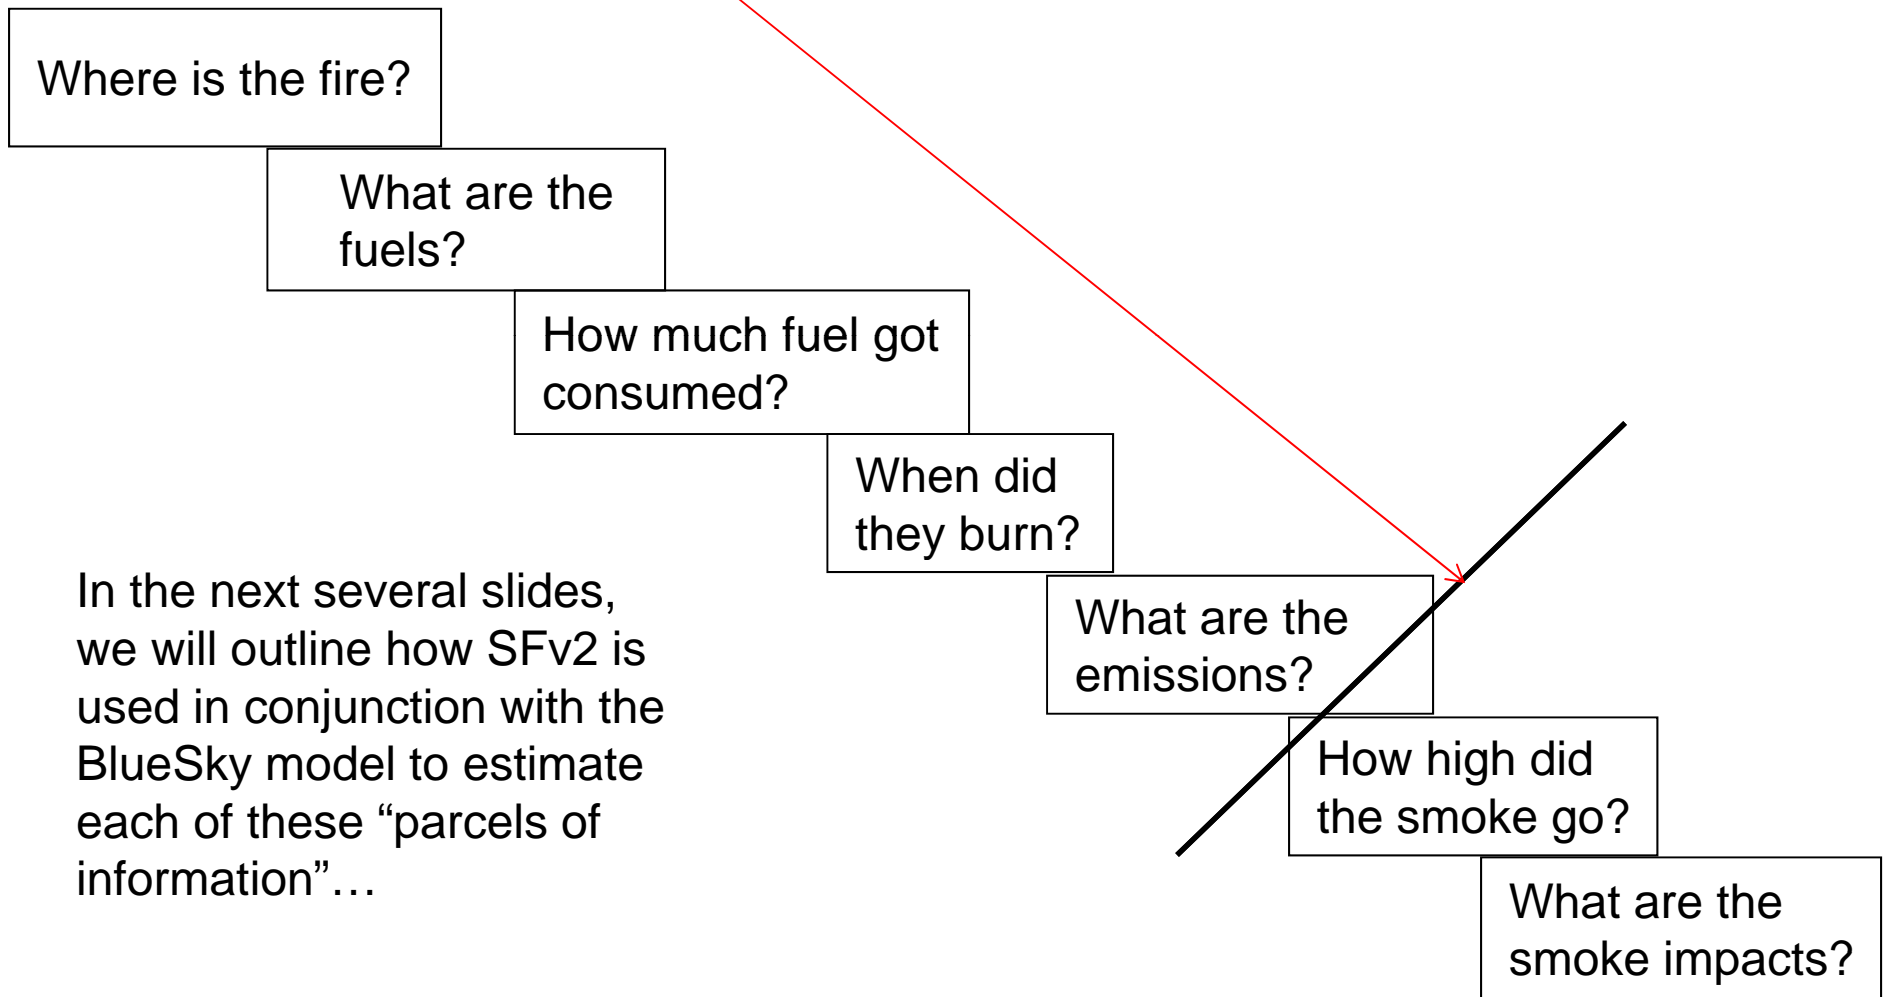 Where is the fire?
What are the
fuels?
How much fuel got
consumed?
When did
they burn?
What are the
emissions?
How high did
the smoke go?
What are the
smoke impacts?
In the next several slides,
we will outline how SFv2 is
used in conjunction with the
BlueSky model to estimate
each of these “parcels of
information”…